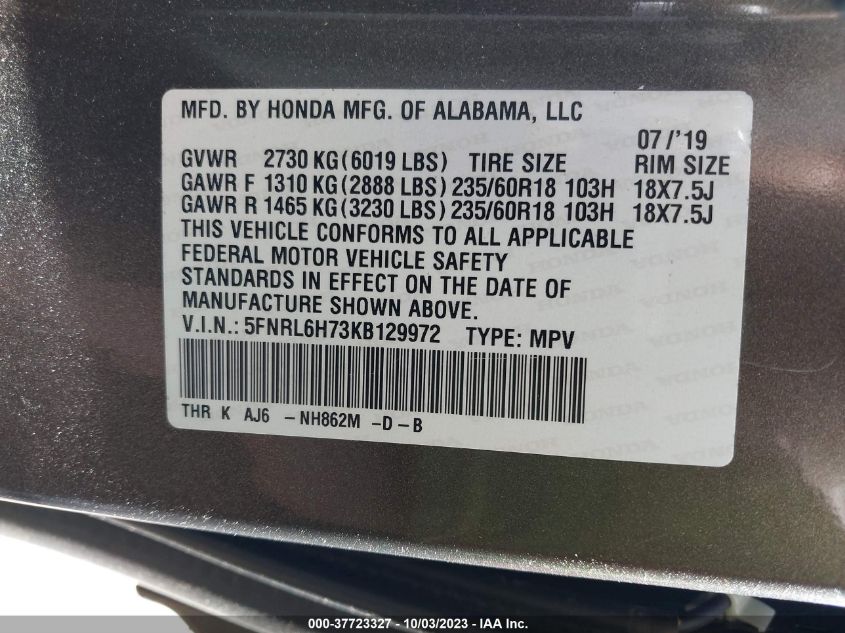 MFD. BY HONDA MFG. OF ALABAMA, LLC
07/'19
GVWR 2730 KG(6019 LBS) TIRE SIZE RIM SIZE
GAWR F 1310 KG(2888 LBS) 235/60R18 103H 18X7.5J
GAWR R 1465 KG(3230 LBS) 235/60R18 103H 18X7.5J
THIS VEHICLE CONFORMS TO ALL APPLICABLE
FEDERAL MOTOR VEHICLE SAFETY
STANDARDS IN EFFECT ON THE DATE OF
MANUFACTURE SHOWN ABOVE.
V.I.N.: 5FNRL6H73KB129972 TYPE: MPV
THR K AJ6 -NH862M -D-B
000-37723327 - 10/03/2023 - IAA Inc.